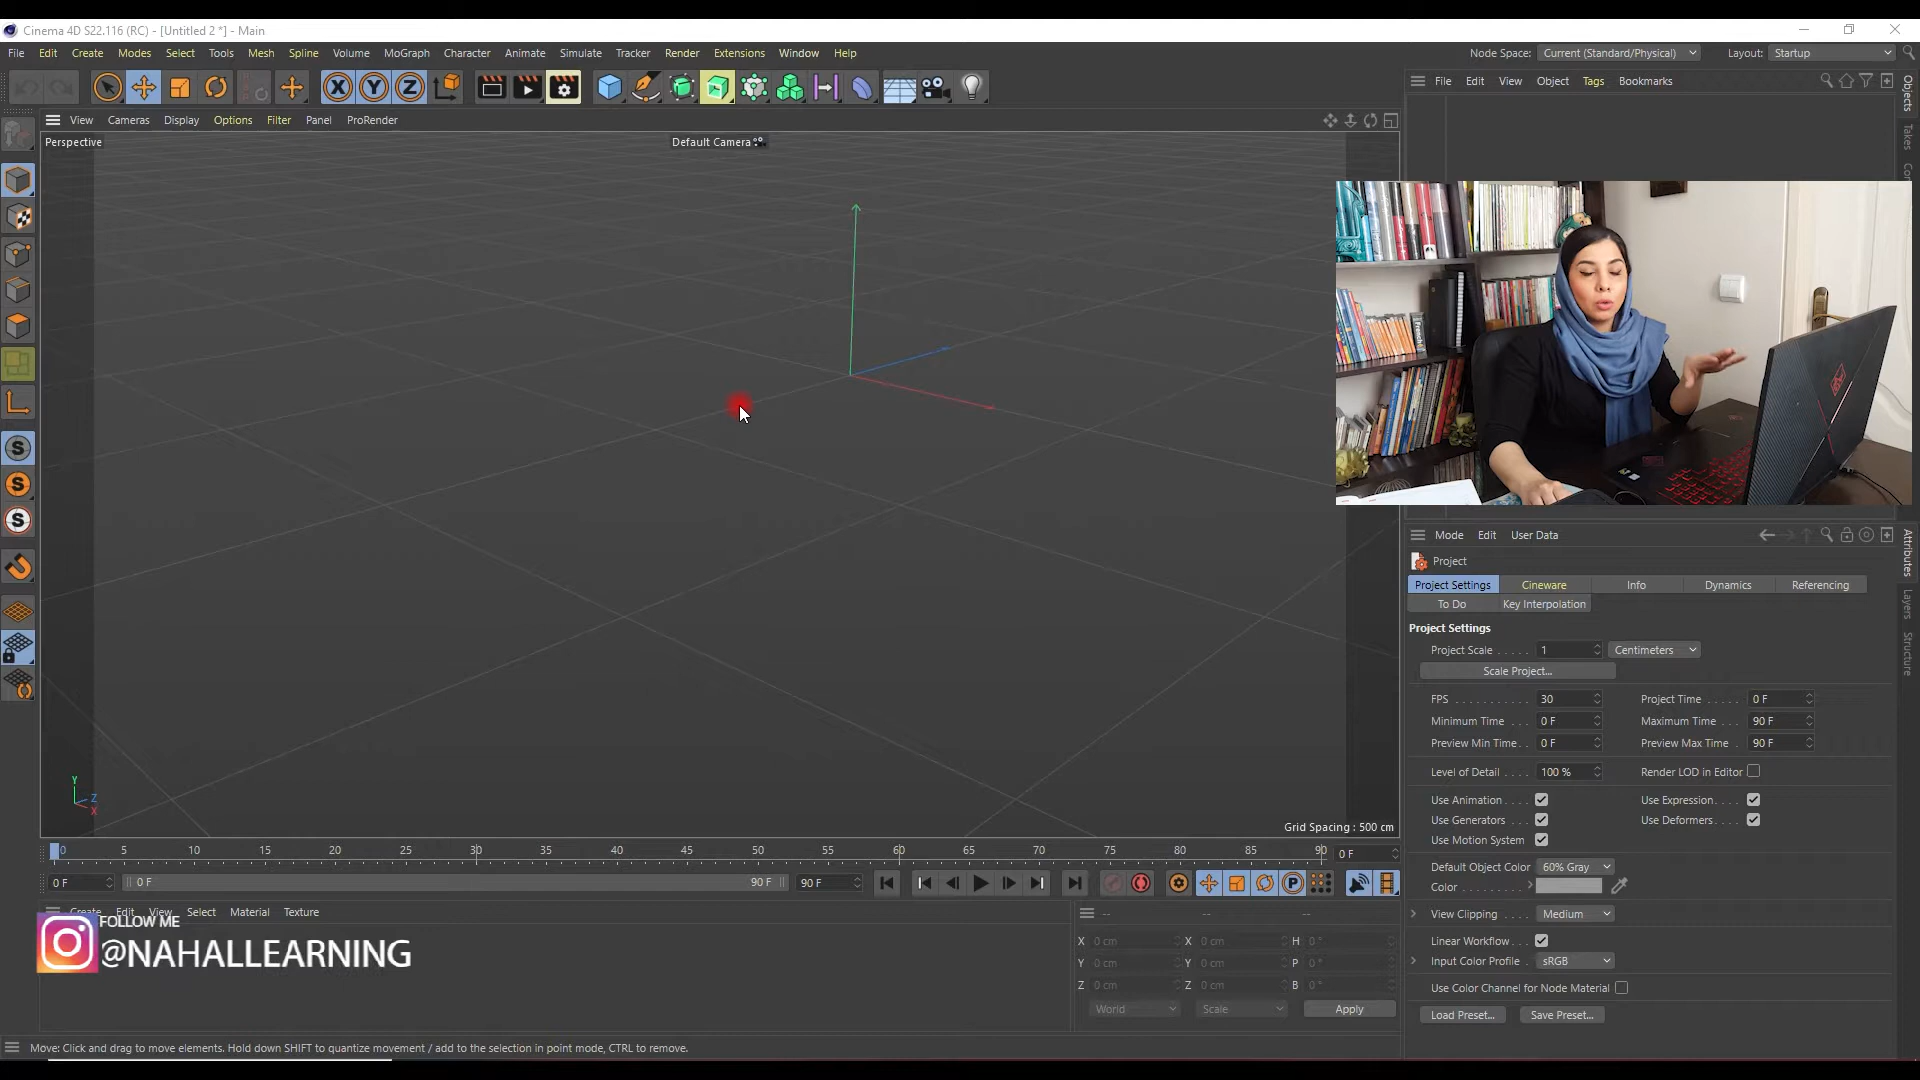 Cinema 4D S22.116 (RC) - [Untitled 2 *] - Main
File Edit Create Modes Select Tools Mesh Spline Volume MoGraph Character Animate Simulate Tracker Render Extensions Window Help
Node Space: Current (Standard/Physical) Layout: Startup
File Edit View Object Tags Bookmarks
Objects
Takes
View Cameras Display Options Filter Panel ProRender
Perspective
Default Camera
Y
Z
X
Grid Spacing : 500 cm
Mode Edit User Data
Attributes
Layers
Structure
Project
Project Settings Cineware Info Dynamics Referencing
To Do Key Interpolation
Project Settings
Project Scale . . . . . 1 Centimeters
Scale Project...
FPS . . . . . . . . . . . 30 Project Time . . . . . 0 F
Minimum Time . . 0 F Maximum Time . . . 90 F
Preview Min Time. . 0 F Preview Max Time . 90 F
Level of Detail . . . . 100 % Render LOD in Editor
Use Animation . . . . Use Expression. . . .
Use Generators . . . Use Deformers. . . .
Use Motion System
Default Object Color 60% Gray
Color . . . . . . . .
View Clipping . . . . Medium
Linear Workflow . .
Input Color Profile . sRGB
Use Color Channel for Node Material
Load Preset... Save Preset...
0 5 10 15 20 25 30 35 40 45 50 55 60 65 70 75 80 85 90 0 F
0 F 0 F 90 F 90 F
Create Edit View Select Material Texture
FOLLOW ME
@NAHALLEARNING
-- -- --
X 0 cm X 0 cm H 0 °
Y 0 cm Y 0 cm P 0 °
Z 0 cm Z 0 cm B 0 °
World Scale Apply
Move: Click and drag to move elements. Hold down SHIFT to quantize movement / add to the selection in point mode, CTRL to remove.